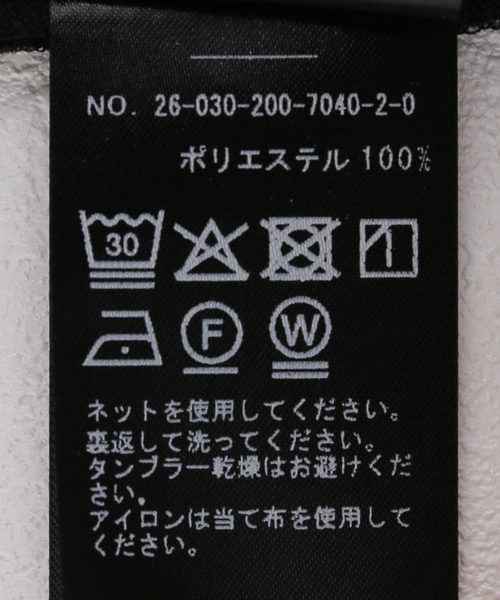 NO. 26-030-200-7040-2-0
ポリエステル 100%
30
F W
ネットを使用してください。
裏返して洗ってください。
タンブラー乾燥はお避けくだ
さい。
アイロンは当て布を使用して
ください。